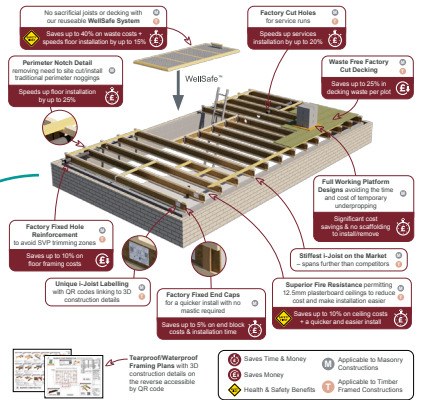 No sacrificial joists or decking with
our reuseable WellSafe System
M
T
Saves up to 40% on waste costs +
speeds floor installation by up to 15%
£
Factory Cut Holes
for service runs
M
T
Speeds up services
installation by up to 20%
£
Perimeter Notch Detail
removing need to site cut/install
traditional perimeter noggings
M
Speeds up floor installation
by up to 25%
£
WellSafe™
Waste Free Factory
Cut Decking
M
T
Saves up to 25% in
decking waste per plot
£
Full Working Platform
Designs avoiding the time
and cost of temporary
underpropping
M
T
Significant cost
savings & no scaffolding
to install/remove
£
Factory Fixed Hole
Reinforcement
to avoid SVP trimming zones
M
T
Saves up to 10% on
floor framing costs
£
Unique i-Joist Labelling
with QR codes linking to 3D
construction details
M
T
Factory Fixed End Caps
for a quicker install with no
mastic required
M
Saves up to 5% on end block
costs & installation time
£
Stiffest i-Joist on the Market
– spans further than competitors
M
T
Superior Fire Resistance permitting
12.5mm plasterboard ceilings to reduce
cost and make installation easier
M
T
Saves up to 10% on ceiling costs
+ a quicker and easier install
£
Tearproof/Waterproof
Framing Plans with 3D
construction details on
the reverse accessible
by QR code
£ Saves Time & Money
£ Saves Money
Health & Safety Benefits
M Applicable to Masonry
Constructions
T Applicable to Timber
Framed Constructions